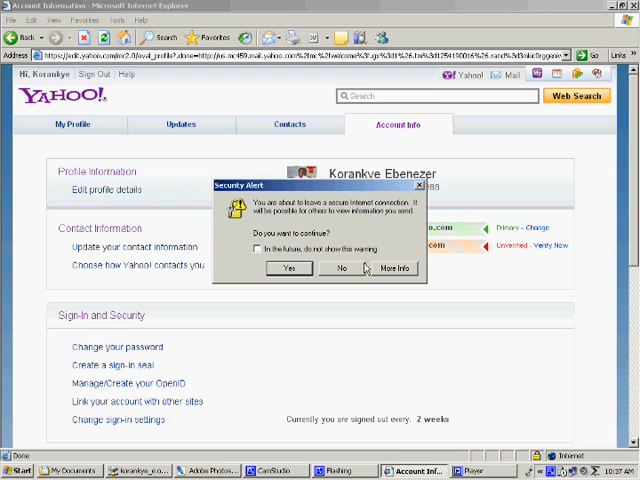 Account Information - Microsoft Internet Explorer
Edit View Favorites Tools Help
Back Search Favorites
Address Go Links
Hi, Korankye Sign Out Help Yahoo! Mail
YAHOO! Search Web Search
My Profile Updates Contacts Account Info
Profile Information
Korankye Ebenezer
Edit profile details
Security Alert
You are about to leave a secure Internet connection. It
will be possible for others to view information you send.
Do you want to continue?
In the future, do not show this warning
Yes No More Info
Contact Information
o.com Primary - Change
Update your contact information
com Unverified - Verify Now
Choose how Yahoo! contacts you
Sign-In and Security
Change your password
Create a sign-in seal
Manage/Create your OpenID
Link your account with other sites
Change sign-in settings
Currently you are signed out every. 2 weeks
Done Internet
Start My Documents korankye_e o... Adobe Photos... CamStudio Flashing Account Inf... Player 10:37 AM